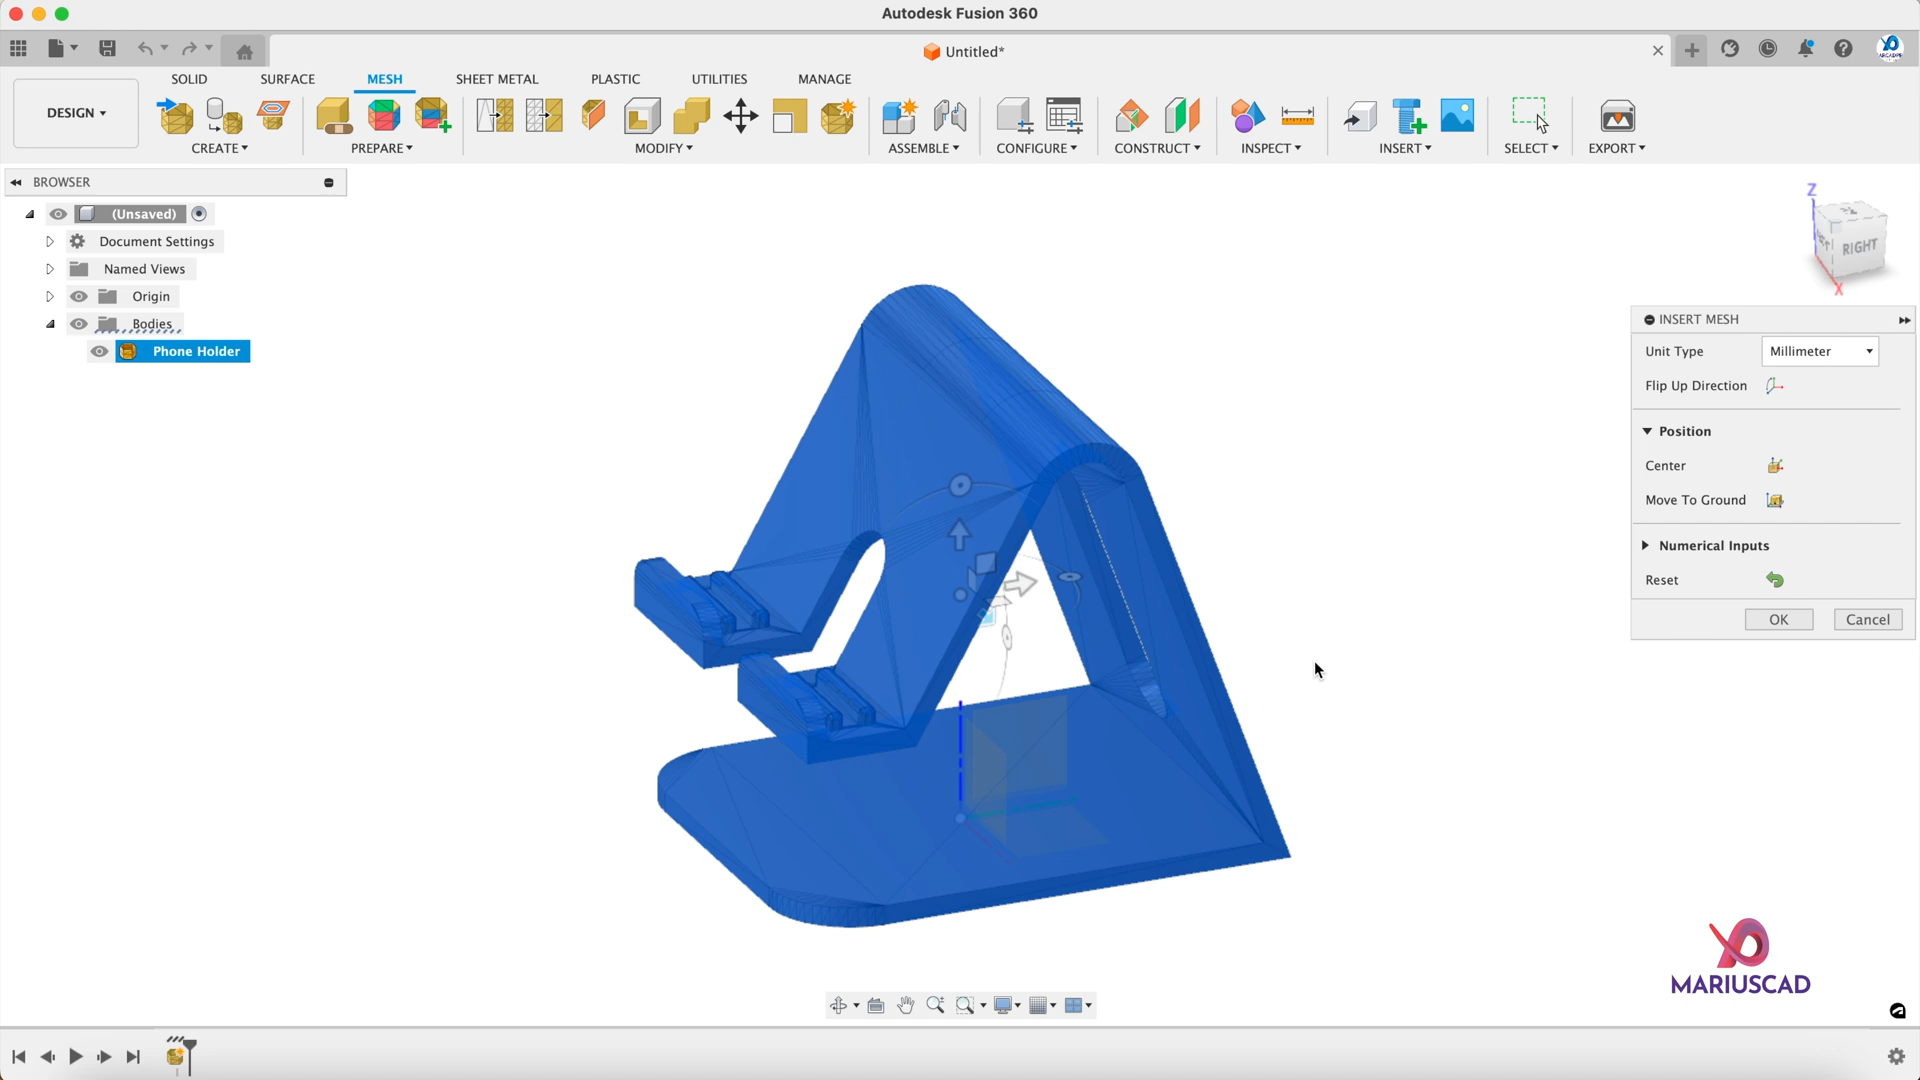 Autodesk Fusion 360
Untitled*
SOLID SURFACE MESH SHEET METAL PLASTIC UTILITIES MANAGE
DESIGN
CREATE PREPARE MODIFY ASSEMBLE CONFIGURE CONSTRUCT INSPECT INSERT SELECT EXPORT
BROWSER
(Unsaved)
Document Settings
Named Views
Origin
Bodies
Phone Holder
Z
RIGHT
X
INSERT MESH
Unit Type Millimeter
Flip Up Direction
Position
Center
Move To Ground
Numerical Inputs
Reset
OK Cancel
MARIUSCAD